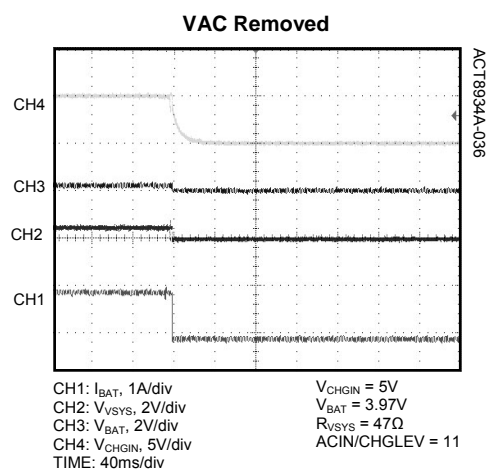 VAC Removed
CH4
CH3
CH2
CH1
ACT8934A-036
CH1: IBAT, 1A/div
CH2: VVSYS, 2V/div
CH3: VBAT, 2V/div
CH4: VCHGIN, 5V/div
TIME: 40ms/div
VCHGIN = 5V
VBAT = 3.97V
RVSYS = 47Ω
ACIN/CHGLEV = 11